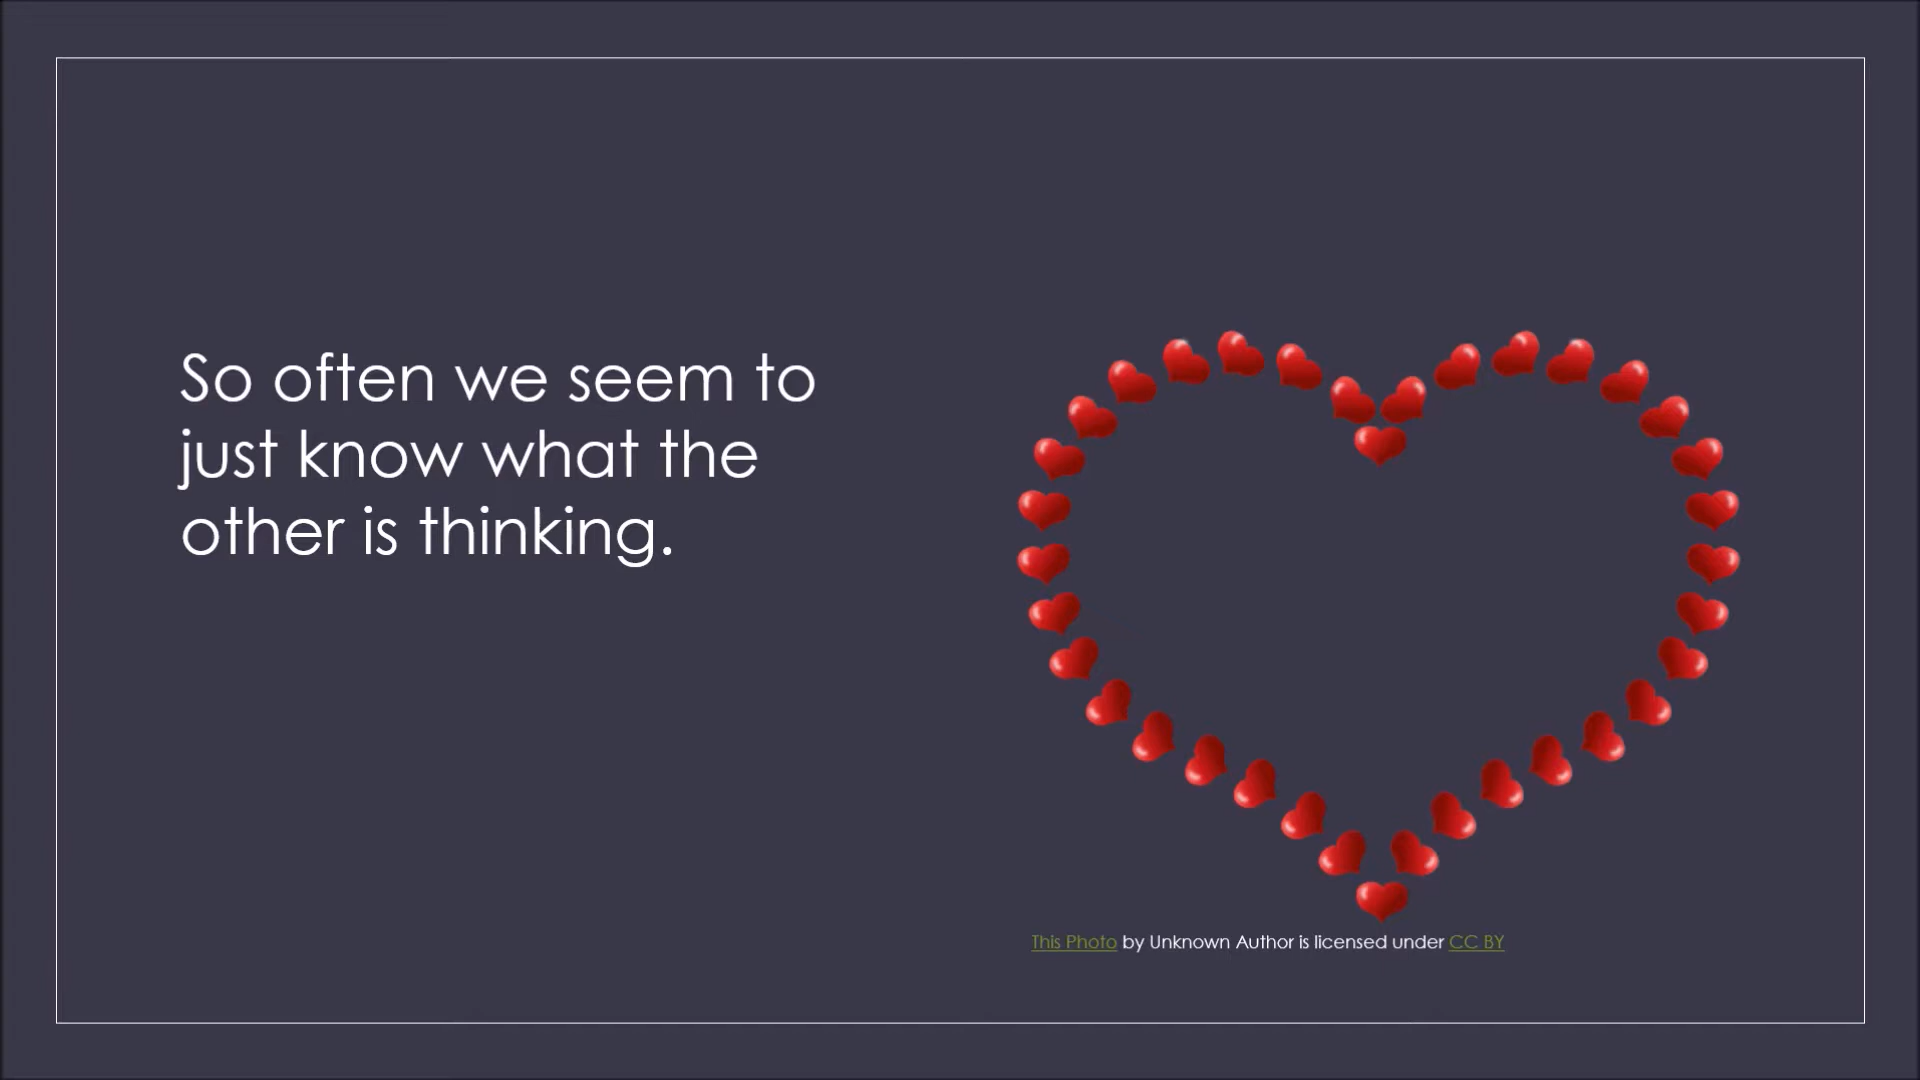 So often we seem to
just know what the
other is thinking.
This Photo by Unknown Author is licensed under CC BY